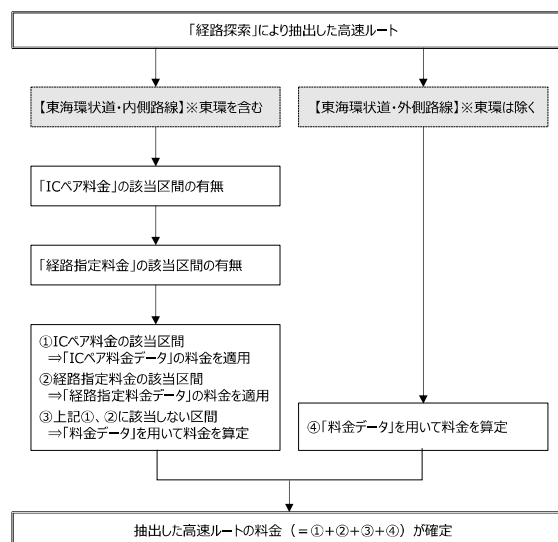 「経路探索」により抽出した高速ルート
【東海環状道・内側路線】※東環を含む
【東海環状道・外側路線】※東環は除く
「ICペア料金」の該当区間の有無
「経路指定料金」の該当区間の有無
①ICペア料金の該当区間
⇒「ICペア料金データ」の料金を適用
②経路指定料金の該当区間
⇒「経路指定料金データ」の料金を適用
③上記①、②に該当しない区間
⇒「料金データ」を用いて料金を算定
④「料金データ」を用いて料金を算定
抽出した高速ルートの料金（＝①+②+③+④）が確定